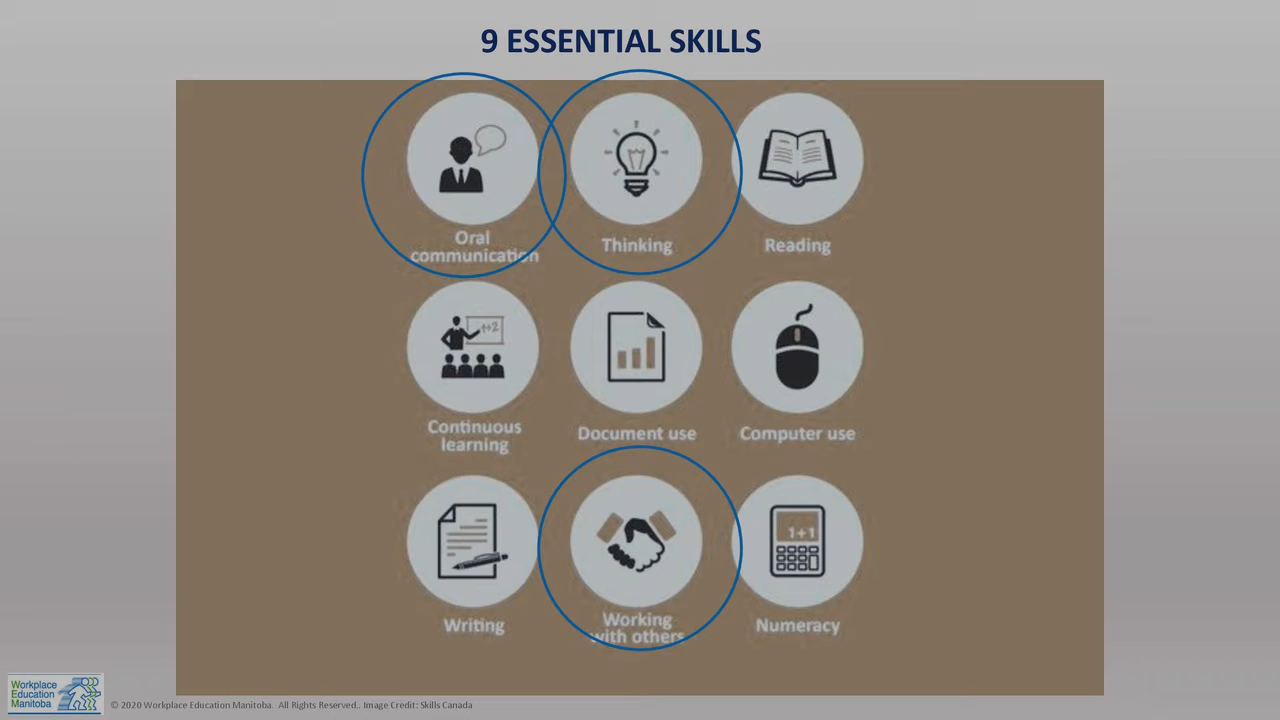 9 ESSENTIAL SKILLS
Oral
communication
Thinking
Reading
1+2
Continuous
learning
Document use
Computer use
Writing
Working
with others
1+1
Numeracy
Workplace
Education
Manitoba
© 2020 Workplace Education Manitoba. All Rights Reserved.. Image Credit: Skills Canada